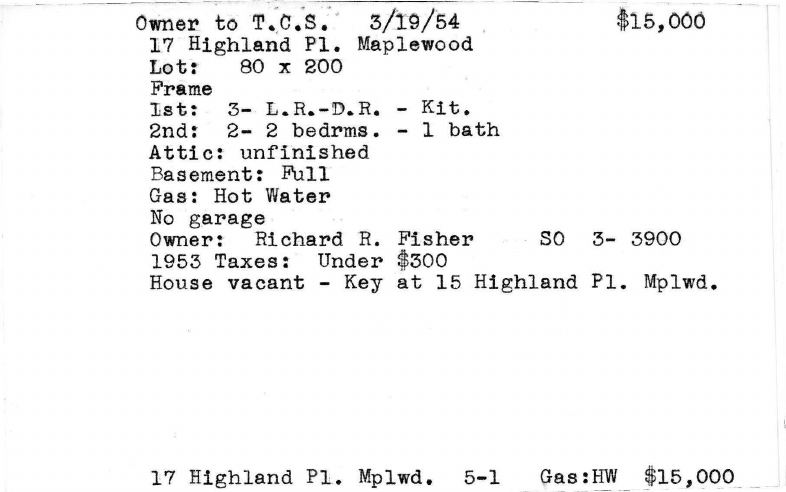 Owner to T.C.S. 3/19/54 $15,000
17 Highland Pl. Maplewood
Lot: 80 x 200
Frame
1st: 3- L.R.-D.R. - Kit.
2nd: 2- 2 bedrms. - 1 bath
Attic: unfinished
Basement: Full
Gas: Hot Water
No garage
Owner: Richard R. Fisher SO 3- 3900
1953 Taxes: Under $300
House vacant - Key at 15 Highland Pl. Mplwd.
17 Highland Pl. Mplwd. 5-1 Gas:HW $15,000